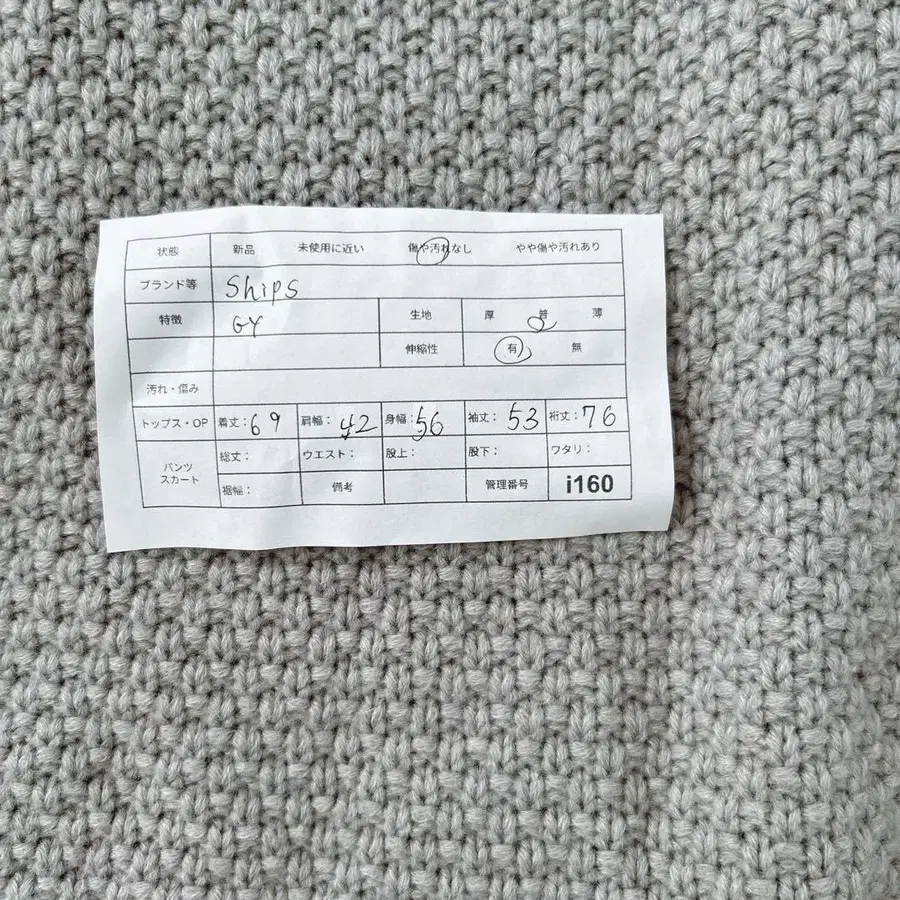 状態 新品 未使用に近い 傷や汚れなし やや傷や汚れあり
ブランド等 Ships
特徴 GY 生地 厚 普 薄
伸縮性 有 無
汚れ・傷み
トップス・OP 着丈：69 肩幅：42 身幅：56 袖丈：53 裄丈：76
パンツ スカート 総丈： ウエスト： 股上： 股下： ワタリ：
裾幅： 備考 管理番号 i160